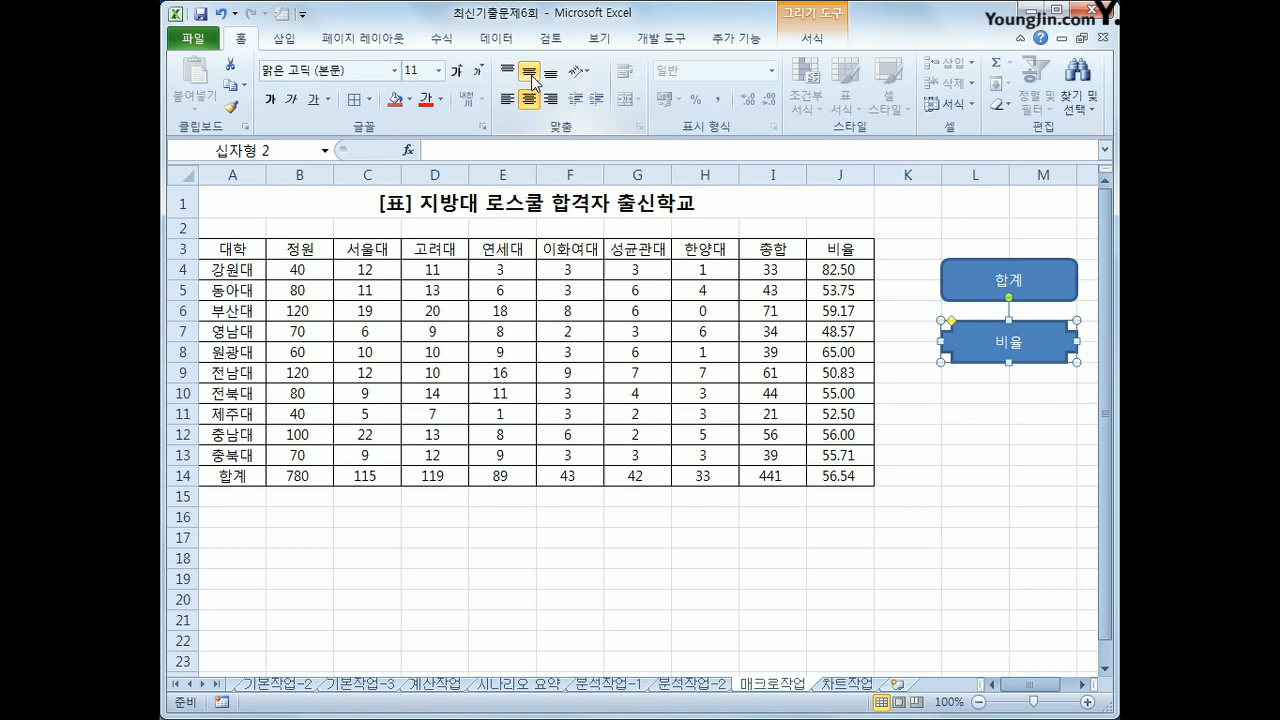 최신기출문제6회 - Microsoft Excel
그리기 도구
YoungJin.com Y.
파일 홈 삽입 페이지 레이아웃 수식 데이터 검토 보기 개발 도구 추가 기능 서식
붙여넣기
맑은 고딕 (본문) 11
가 가 가
일반
조건부 서식
표 서식
셀 스타일
삽입
삭제
서식
정렬 및 필터
찾기 및 선택
클립보드 글꼴 맞춤 표시 형식 스타일 셀 편집
십자형 2 fx
A B C D E F G H I J K L M
1 [표] 지방대 로스쿨 합격자 출신학교
2
3 대학 정원 서울대 고려대 연세대 이화여대 성균관대 한양대 총합 비율
4 강원대 40 12 11 3 3 3 1 33 82.50
5 동아대 80 11 13 6 3 6 4 43 53.75
6 부산대 120 19 20 18 8 6 0 71 59.17
7 영남대 70 6 9 8 2 3 6 34 48.57
8 원광대 60 10 10 9 3 6 1 39 65.00
9 전남대 120 12 10 16 9 7 7 61 50.83
10 전북대 80 9 14 11 3 4 3 44 55.00
11 제주대 40 5 7 1 3 2 3 21 52.50
12 충남대 100 22 13 8 6 2 5 56 56.00
13 충북대 70 9 12 9 3 3 3 39 55.71
14 합계 780 115 119 89 43 42 33 441 56.54
합계
비율
15
16
17
18
19
20
21
22
23
기본작업-2 기본작업-3 계산작업 시나리오 요약 분석작업-1 분석작업-2 매크로작업 차트작업
준비 100%